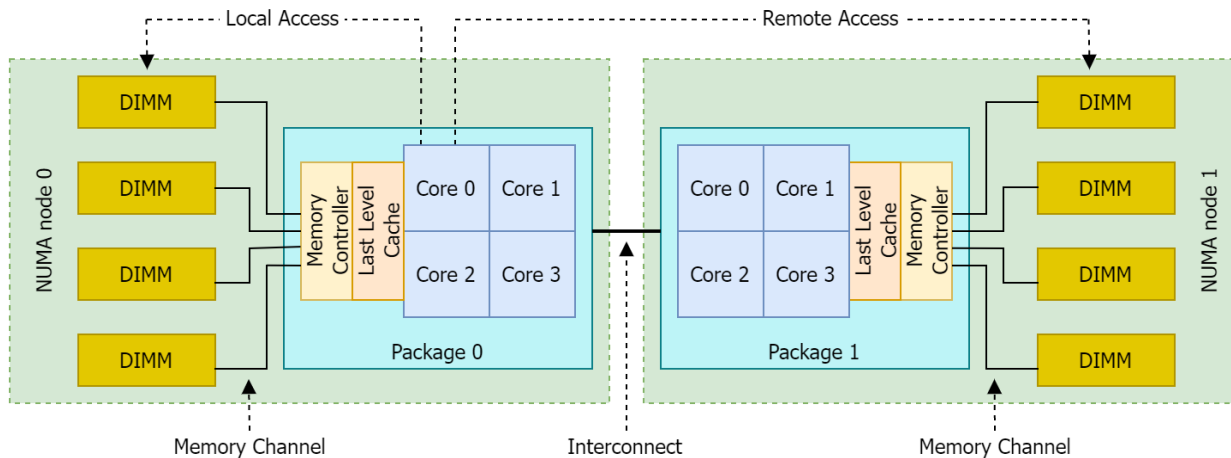 Local Access
Remote Access
NUMA node 0
DIMM
DIMM
DIMM
DIMM
Memory
Controller
Last Level
Cache
Core 0
Core 1
Core 2
Core 3
Package 0
Core 0
Core 1
Core 2
Core 3
Last Level
Cache
Memory
Controller
Package 1
DIMM
DIMM
DIMM
DIMM
NUMA node 1
Memory Channel
Interconnect
Memory Channel